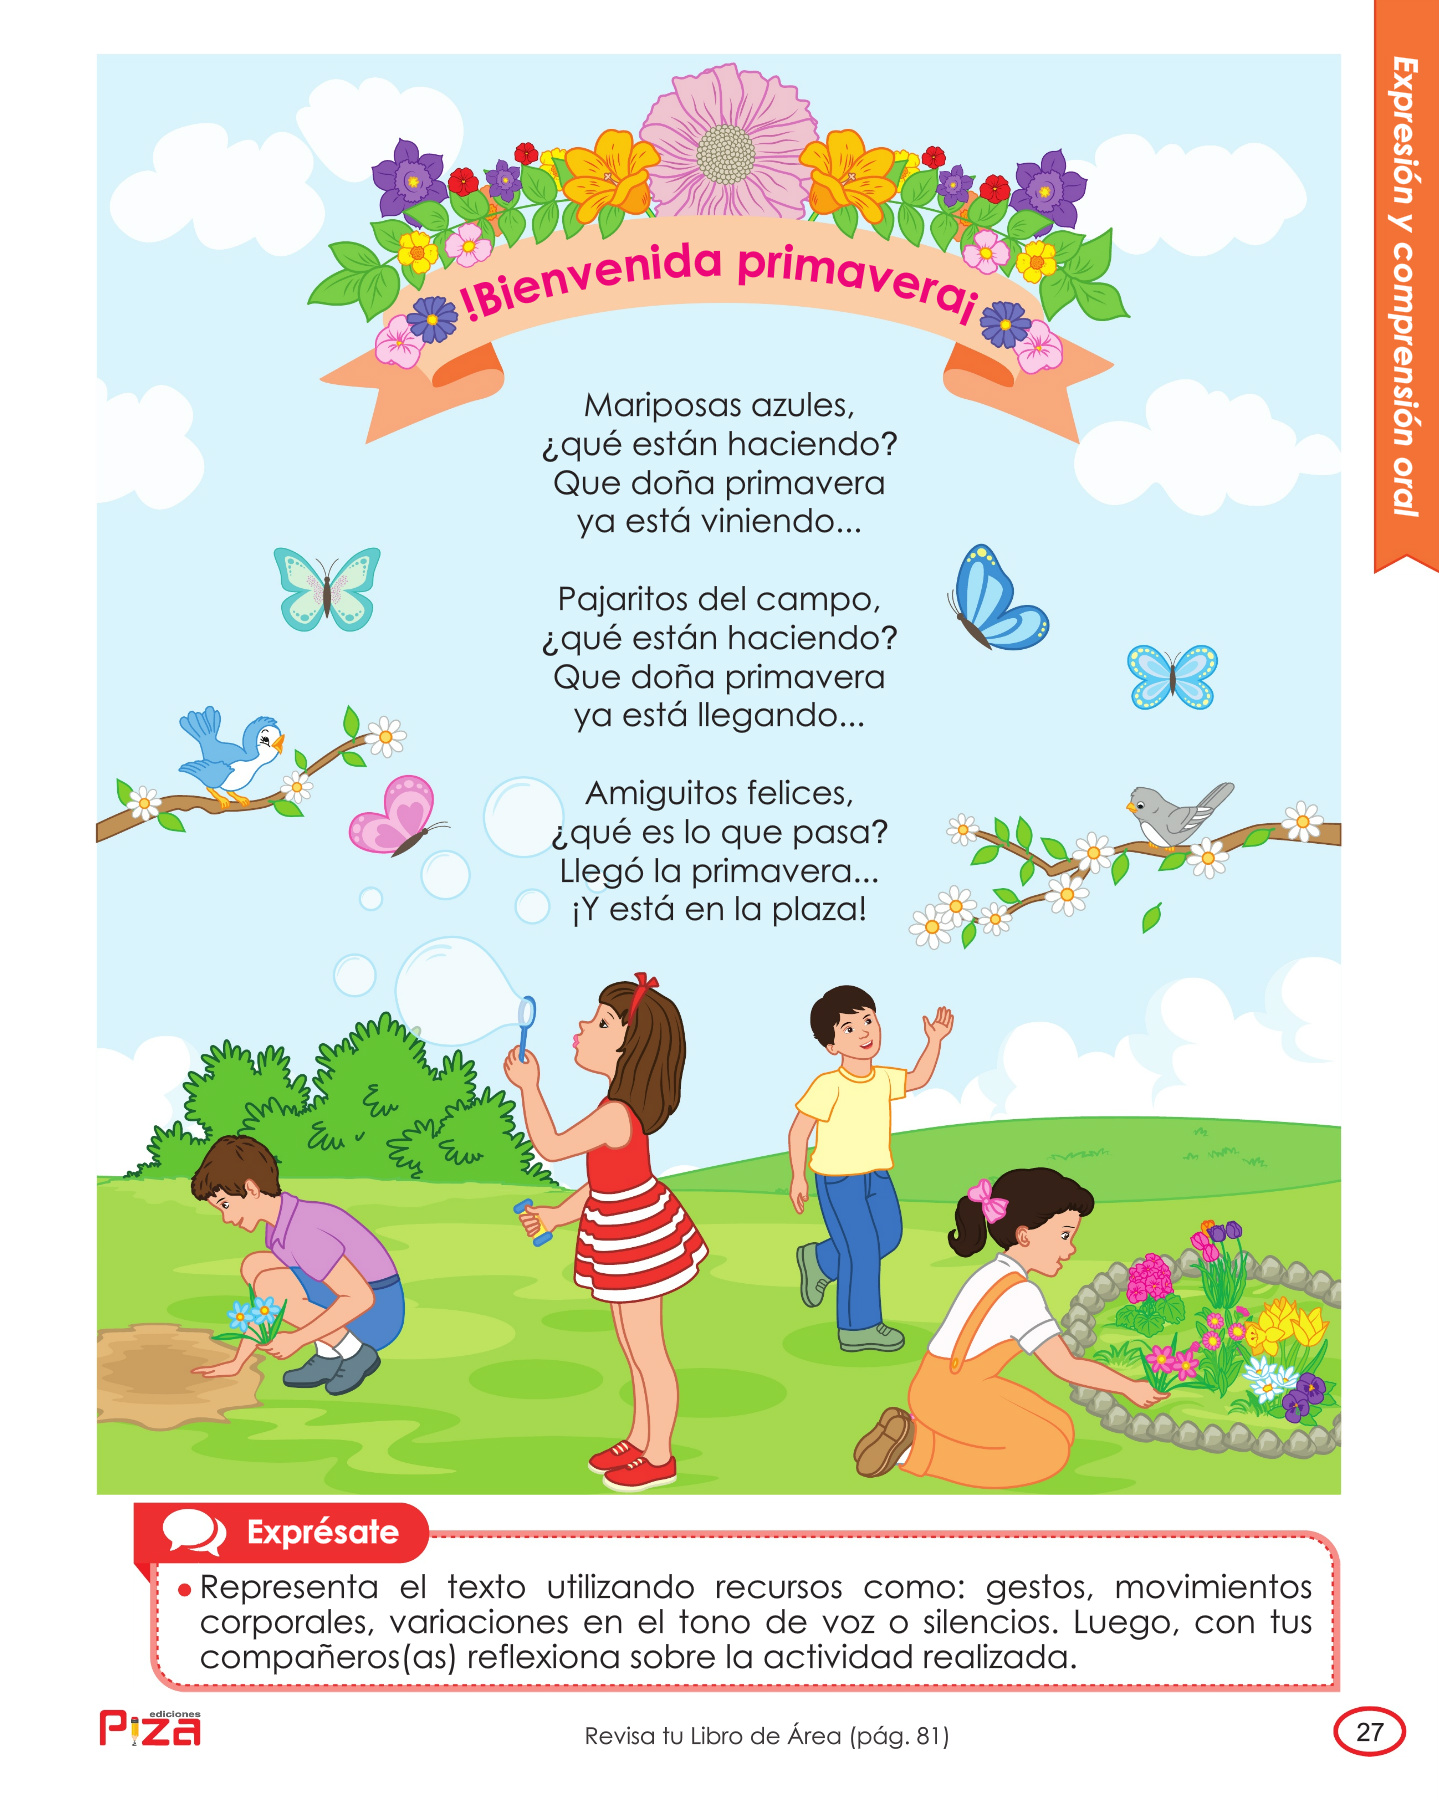 Expresión y comprensión oral
!Bienvenida primavera¡
Mariposas azules,
¿qué están haciendo?
Que doña primavera
ya está viniendo...
Pajaritos del campo,
¿qué están haciendo?
Que doña primavera
ya está llegando...
Amiguitos felices,
¿qué es lo que pasa?
Llegó la primavera...
¡Y está en la plaza!
Exprésate
• Representa el texto utilizando recursos como: gestos, movimientos
corporales, variaciones en el tono de voz o silencios. Luego, con tus
compañeros(as) reflexiona sobre la actividad realizada.
ediciones
Piza
Revisa tu Libro de Área (pág. 81)
27